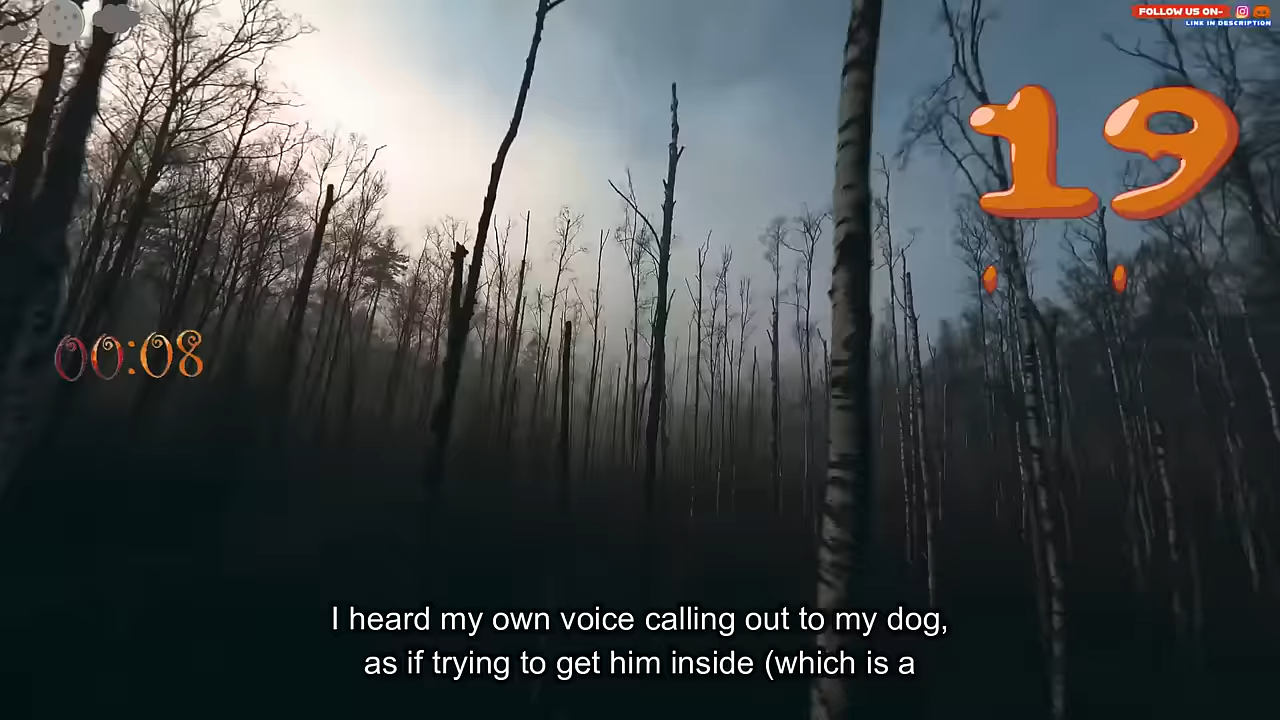 FOLLOW US ON-
LINK IN DESCRIPTION
19
00:08
I heard my own voice calling out to my dog,
as if trying to get him inside (which is a